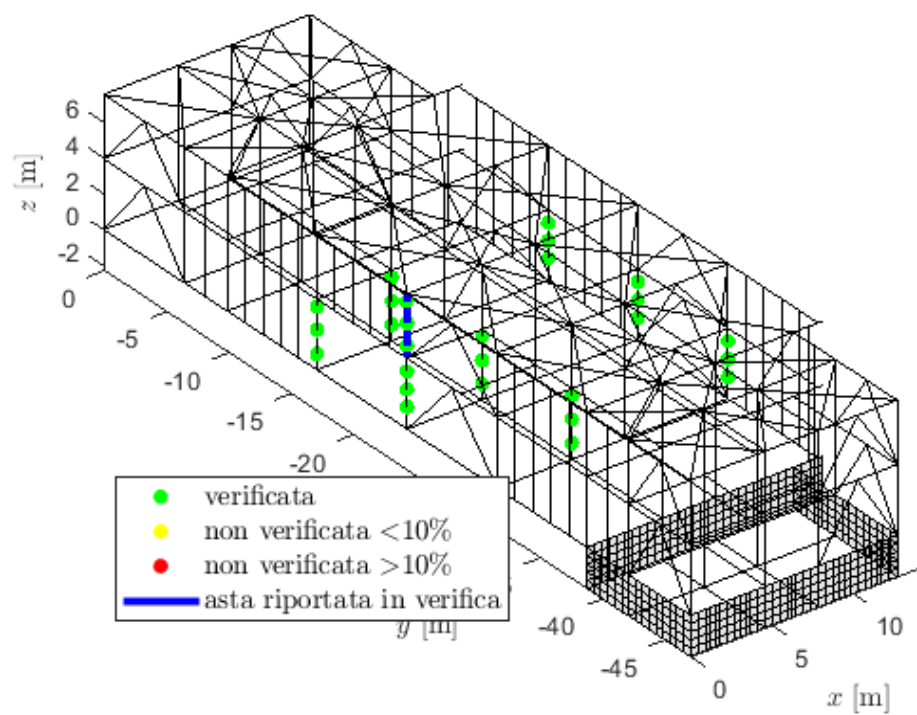 6
4
2
0
-2
z [m]
0
-5
-10
-15
-20
-40
-45
y [m]
0
5
10
x [m]
verificata
non verificata <10%
non verificata >10%
asta riportata in verifica